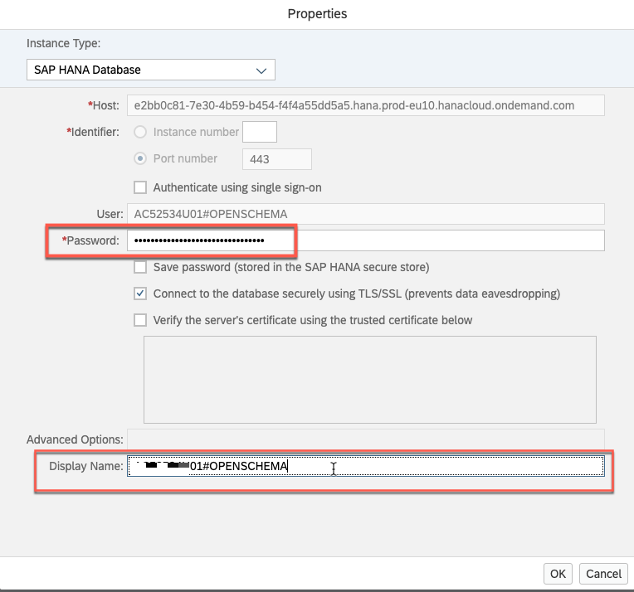 Properties
Instance Type:
SAP HANA Database
*Host: e2bb0c81-7e30-4b59-b454-f4f4a55dd5a5.hana.prod-eu10.hanacloud.ondemand.com
*Identifier: Instance number
Port number 443
Authenticate using single sign-on
User: AC52534U01#OPENSCHEMA
*Password: ••••••••••••••••••••••••••••••••
Save password (stored in the SAP HANA secure store)
Connect to the database securely using TLS/SSL (prevents data eavesdropping)
Verify the server's certificate using the trusted certificate below
Advanced Options:
Display Name: 01#OPENSCHEMA
OK Cancel